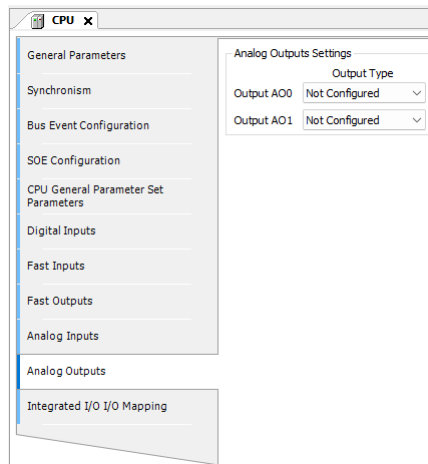 CPU
General Parameters
Synchronism
Bus Event Configuration
SOE Configuration
CPU General Parameter Set
Parameters
Digital Inputs
Fast Inputs
Fast Outputs
Analog Inputs
Analog Outputs
Integrated I/O I/O Mapping
Analog Outputs Settings
Output Type
Output AO0 Not Configured
Output AO1 Not Configured